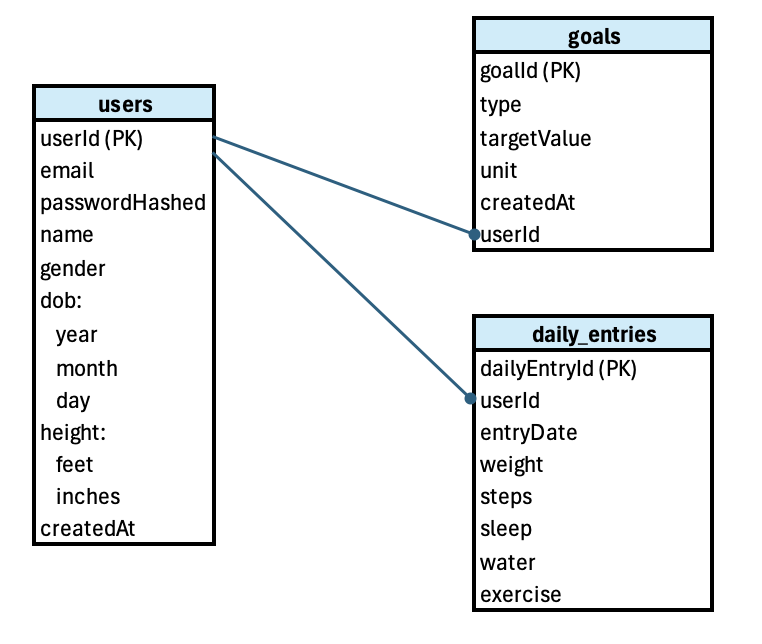 users
userId (PK)
email
passwordHashed
name
gender
dob:
year
month
day
height:
feet
inches
createdAt
goals
goalId (PK)
type
targetValue
unit
createdAt
userId
daily_entries
dailyEntryId (PK)
userId
entryDate
weight
steps
sleep
water
exercise